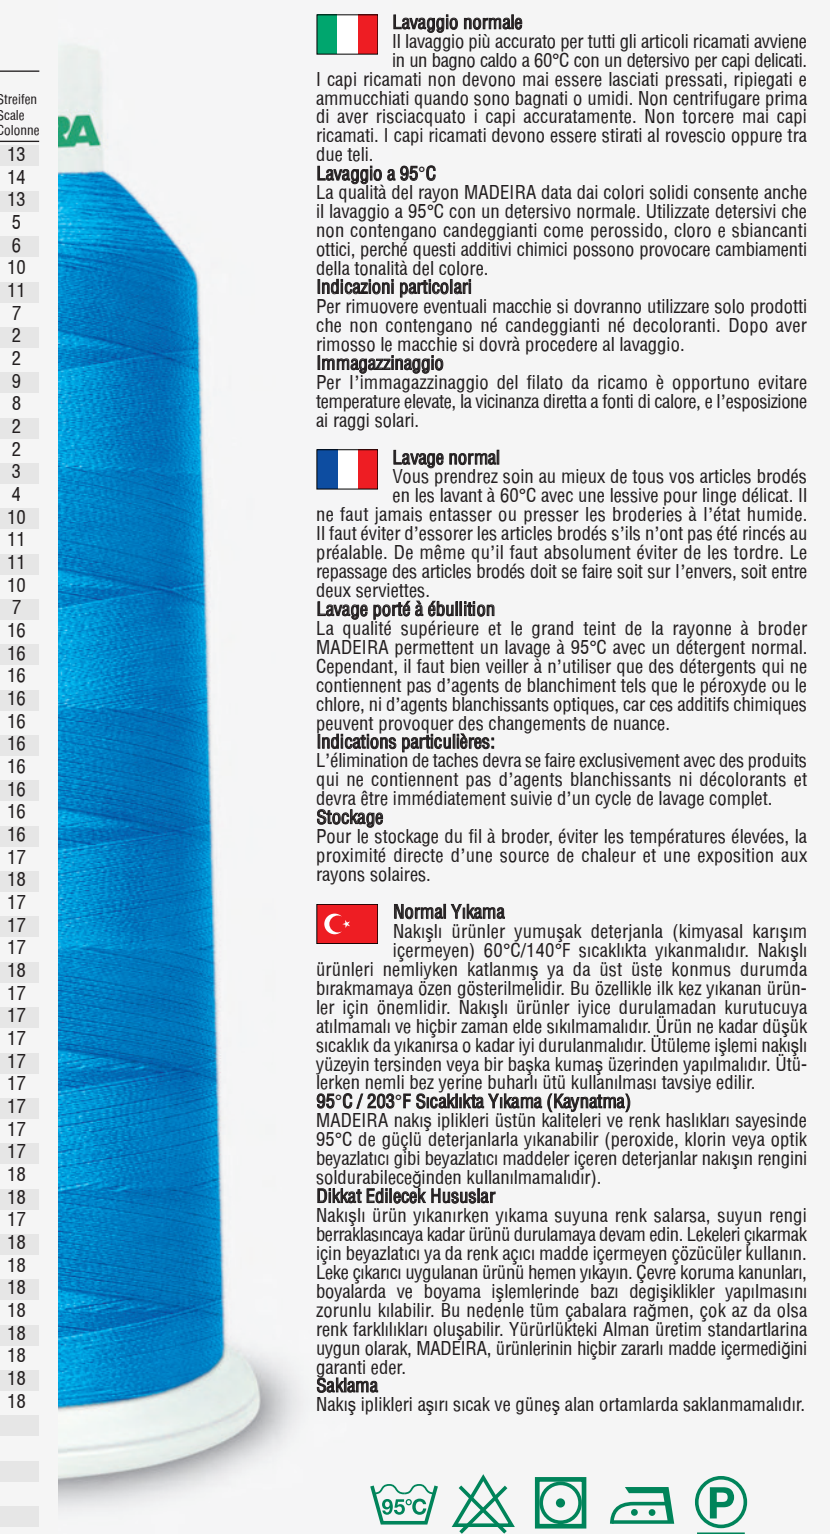 Streifen
Scale
Colonne
13
14
13
5
6
10
11
7
2
2
9
8
2
2
3
4
10
11
11
10
7
16
16
16
16
16
16
16
16
16
16
17
18
17
17
17
18
17
17
17
17
17
17
17
17
18
18
17
18
18
18
18
18
18
18
18
RA
Lavaggio normale
Il lavaggio più accurato per tutti gli articoli ricamati avviene
in un bagno caldo a 60°C con un detersivo per capi delicati.
I capi ricamati non devono mai essere lasciati pressati, ripiegati e
ammucchiati quando sono bagnati o umidi. Non centrifugare prima
di aver risciacquato i capi accuratamente. Non torcere mai capi
ricamati. I capi ricamati devono essere stirati al rovescio oppure tra
due teli.
Lavaggio a 95°C
La qualità del rayon MADEIRA data dai colori solidi consente anche
il lavaggio a 95°C con un detersivo normale. Utilizzate detersivi che
non contengano candeggianti come perossido, cloro e sbiancanti
ottici, perché questi additivi chimici possono provocare cambiamenti
della tonalità del colore.
Indicazioni particolari
Per rimuovere eventuali macchie si dovranno utilizzare solo prodotti
che non contengano né candeggianti né decoloranti. Dopo aver
rimosso le macchie si dovrà procedere al lavaggio.
Immagazzinaggio
Per l'immagazzinaggio del filato da ricamo è opportuno evitare
temperature elevate, la vicinanza diretta a fonti di calore, e l'esposizione
ai raggi solari.
Lavage normal
Vous prendrez soin au mieux de tous vos articles brodés
en les lavant à 60°C avec une lessive pour linge délicat. Il
ne faut jamais entasser ou presser les broderies à l'état humide.
Il faut éviter d'essorer les articles brodés s'ils n'ont pas été rincés au
préalable. De même qu'il faut absolument éviter de les tordre. Le
repassage des articles brodés doit se faire soit sur l'envers, soit entre
deux serviettes.
Lavage porté à ébullition
La qualité supérieure et le grand teint de la rayonne à broder
MADEIRA permettent un lavage à 95°C avec un détergent normal.
Cependant, il faut bien veiller à n'utiliser que des détergents qui ne
contiennent pas d'agents de blanchiment tels que le péroxyde ou le
chlore, ni d'agents blanchissants optiques, car ces additifs chimiques
peuvent provoquer des changements de nuance.
Indications particulières:
L'élimination de taches devra se faire exclusivement avec des produits
qui ne contiennent pas d'agents blanchissants ni décolorants et
devra être immédiatement suivie d'un cycle de lavage complet.
Stockage
Pour le stockage du fil à broder, éviter les températures élevées, la
proximité directe d'une source de chaleur et une exposition aux
rayons solaires.
Normal Yıkama
Nakışlı ürünler yumuşak deterjanla (kimyasal karışım
içermeyen) 60°C/140°F sıcaklıkta yıkanmalıdır. Nakışlı
ürünleri nemliyken katlanmış ya da üst üste konmus durumda
bırakmamaya özen gösterilmelidir. Bu özellikle ilk kez yıkanan ürün-
ler için önemlidir. Nakışlı ürünler iyice durulamadan kurutucuya
atılmamalı ve hiçbir zaman elde sıkılmamalıdır. Ürün ne kadar düşük
sıcaklık da yıkanırsa o kadar iyi durulanmalıdır. Ütüleme işlemi nakışlı
yüzeyin tersinden veya bir başka kumaş üzerinden yapılmalıdır. Ütü-
lerken nemli bez yerine buharlı ütü kullanılması tavsiye edilir.
95°C / 203°F Sıcaklıkta Yıkama (Kaynatma)
MADEIRA nakış iplikleri üstün kaliteleri ve renk haslıkları sayesinde
95°C de güçlü deterjanlarla yıkanabilir (peroxide, klorin veya optik
beyazlatıcı gibi beyazlatıcı maddeler içeren deterjanlar nakışın rengini
soldurabileceğinden kullanılmamalıdır).
Dikkat Edilecek Hususlar
Nakışlı ürün yıkanırken yıkama suyuna renk salarsa, suyun rengi
berraklasıncaya kadar ürünü durulamaya devam edin. Lekeleri çıkarmak
için beyazlatıcı ya da renk açıcı madde içermeyen çözücüler kullanın.
Leke çıkarıcı uygulanan ürünü hemen yıkayın. Çevre koruma kanunları,
boyalarda ve boyama işlemlerinde bazı degişiklikler yapılmasını
zorunlu kılabilir. Bu nedenle tüm çabalara rağmen, çok az da olsa
renk farklılıkları oluşabilir. Yürürlükteki Alman üretim standartlarina
uygun olarak, MADEIRA, ürünlerinin hiçbir zararlı madde içermediğini
garanti eder.
Saklama
Nakış iplikleri aşırı sıcak ve güneş alan ortamlarda saklanmamalıdır.
95°C
P